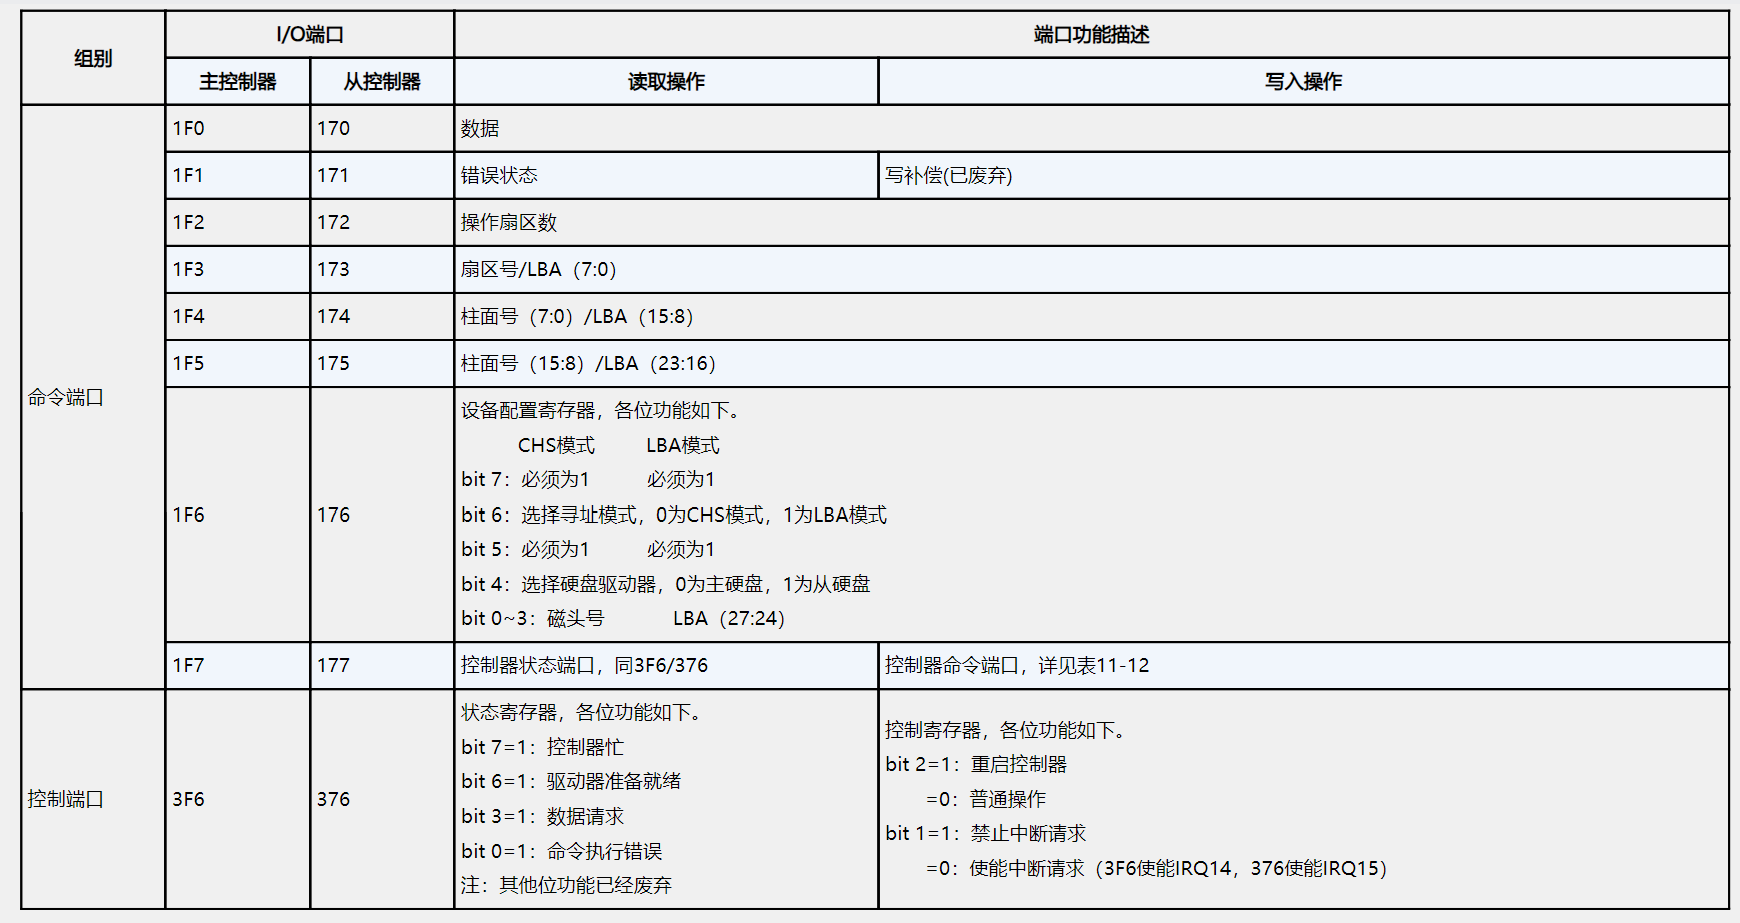 组别 I/O端口 端口功能描述
主控制器 从控制器 读取操作 写入操作
命令端口
1F0 170 数据
1F1 171 错误状态 写补偿(已废弃)
1F2 172 操作扇区数
1F3 173 扇区号/LBA（7:0）
1F4 174 柱面号（7:0）/LBA（15:8）
1F5 175 柱面号（15:8）/LBA（23:16）
1F6 176
设备配置寄存器，各位功能如下。
CHS模式 LBA模式
bit 7：必须为1 必须为1
bit 6：选择寻址模式，0为CHS模式，1为LBA模式
bit 5：必须为1 必须为1
bit 4：选择硬盘驱动器，0为主硬盘，1为从硬盘
bit 0~3：磁头号 LBA（27:24）
1F7 177 控制器状态端口，同3F6/376 控制器命令端口，详见表11-12
控制端口 3F6 376
状态寄存器，各位功能如下。
bit 7=1：控制器忙
bit 6=1：驱动器准备就绪
bit 3=1：数据请求
bit 0=1：命令执行错误
注：其他位功能已经废弃
控制寄存器，各位功能如下。
bit 2=1：重启控制器
=0：普通操作
bit 1=1：禁止中断请求
=0：使能中断请求（3F6使能IRQ14，376使能IRQ15）